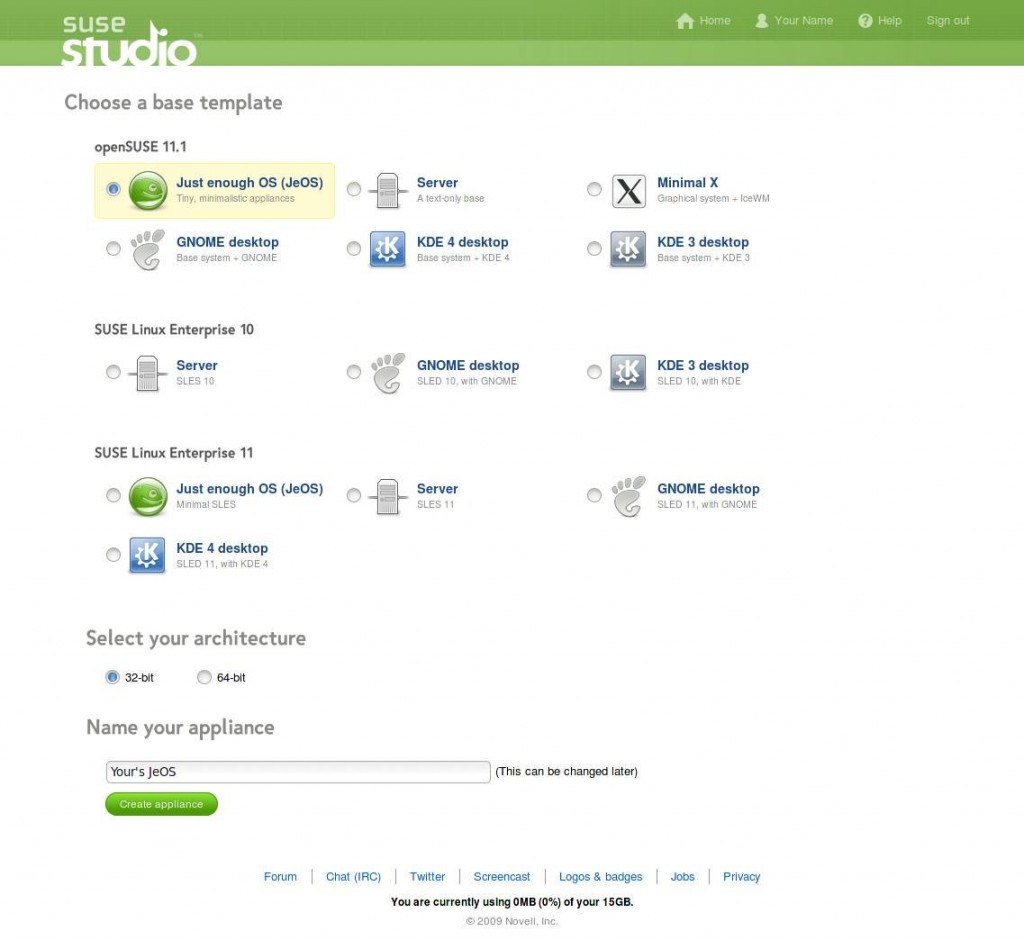 suse
studio™
Home Your Name Help Sign out
Choose a base template
openSUSE 11.1
Just enough OS (JeOS)
Tiny, minimalistic appliances
Server
A text-only base
Minimal X
Graphical system + IceWM
GNOME desktop
Base system + GNOME
KDE 4 desktop
Base system + KDE 4
KDE 3 desktop
Base system + KDE 3
SUSE Linux Enterprise 10
Server
SLES 10
GNOME desktop
SLED 10, with GNOME
KDE 3 desktop
SLED 10, with KDE
SUSE Linux Enterprise 11
Just enough OS (JeOS)
Minimal SLES
Server
SLES 11
GNOME desktop
SLED 11, with GNOME
KDE 4 desktop
SLED 11, with KDE 4
Select your architecture
32-bit 64-bit
Name your appliance
Your's JeOS (This can be changed later)
Create appliance
Forum Chat (IRC) Twitter Screencast Logos & badges Jobs Privacy
You are currently using 0MB (0%) of your 15GB.
© 2009 Novell, Inc.